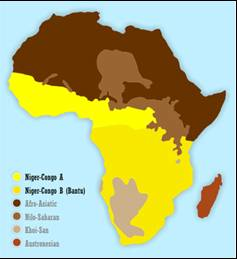 Niger-Congo A
Niger-Congo B (Bantu)
Afro-Asiatic
Nilo-Saharan
Khoi-San
Austronesian